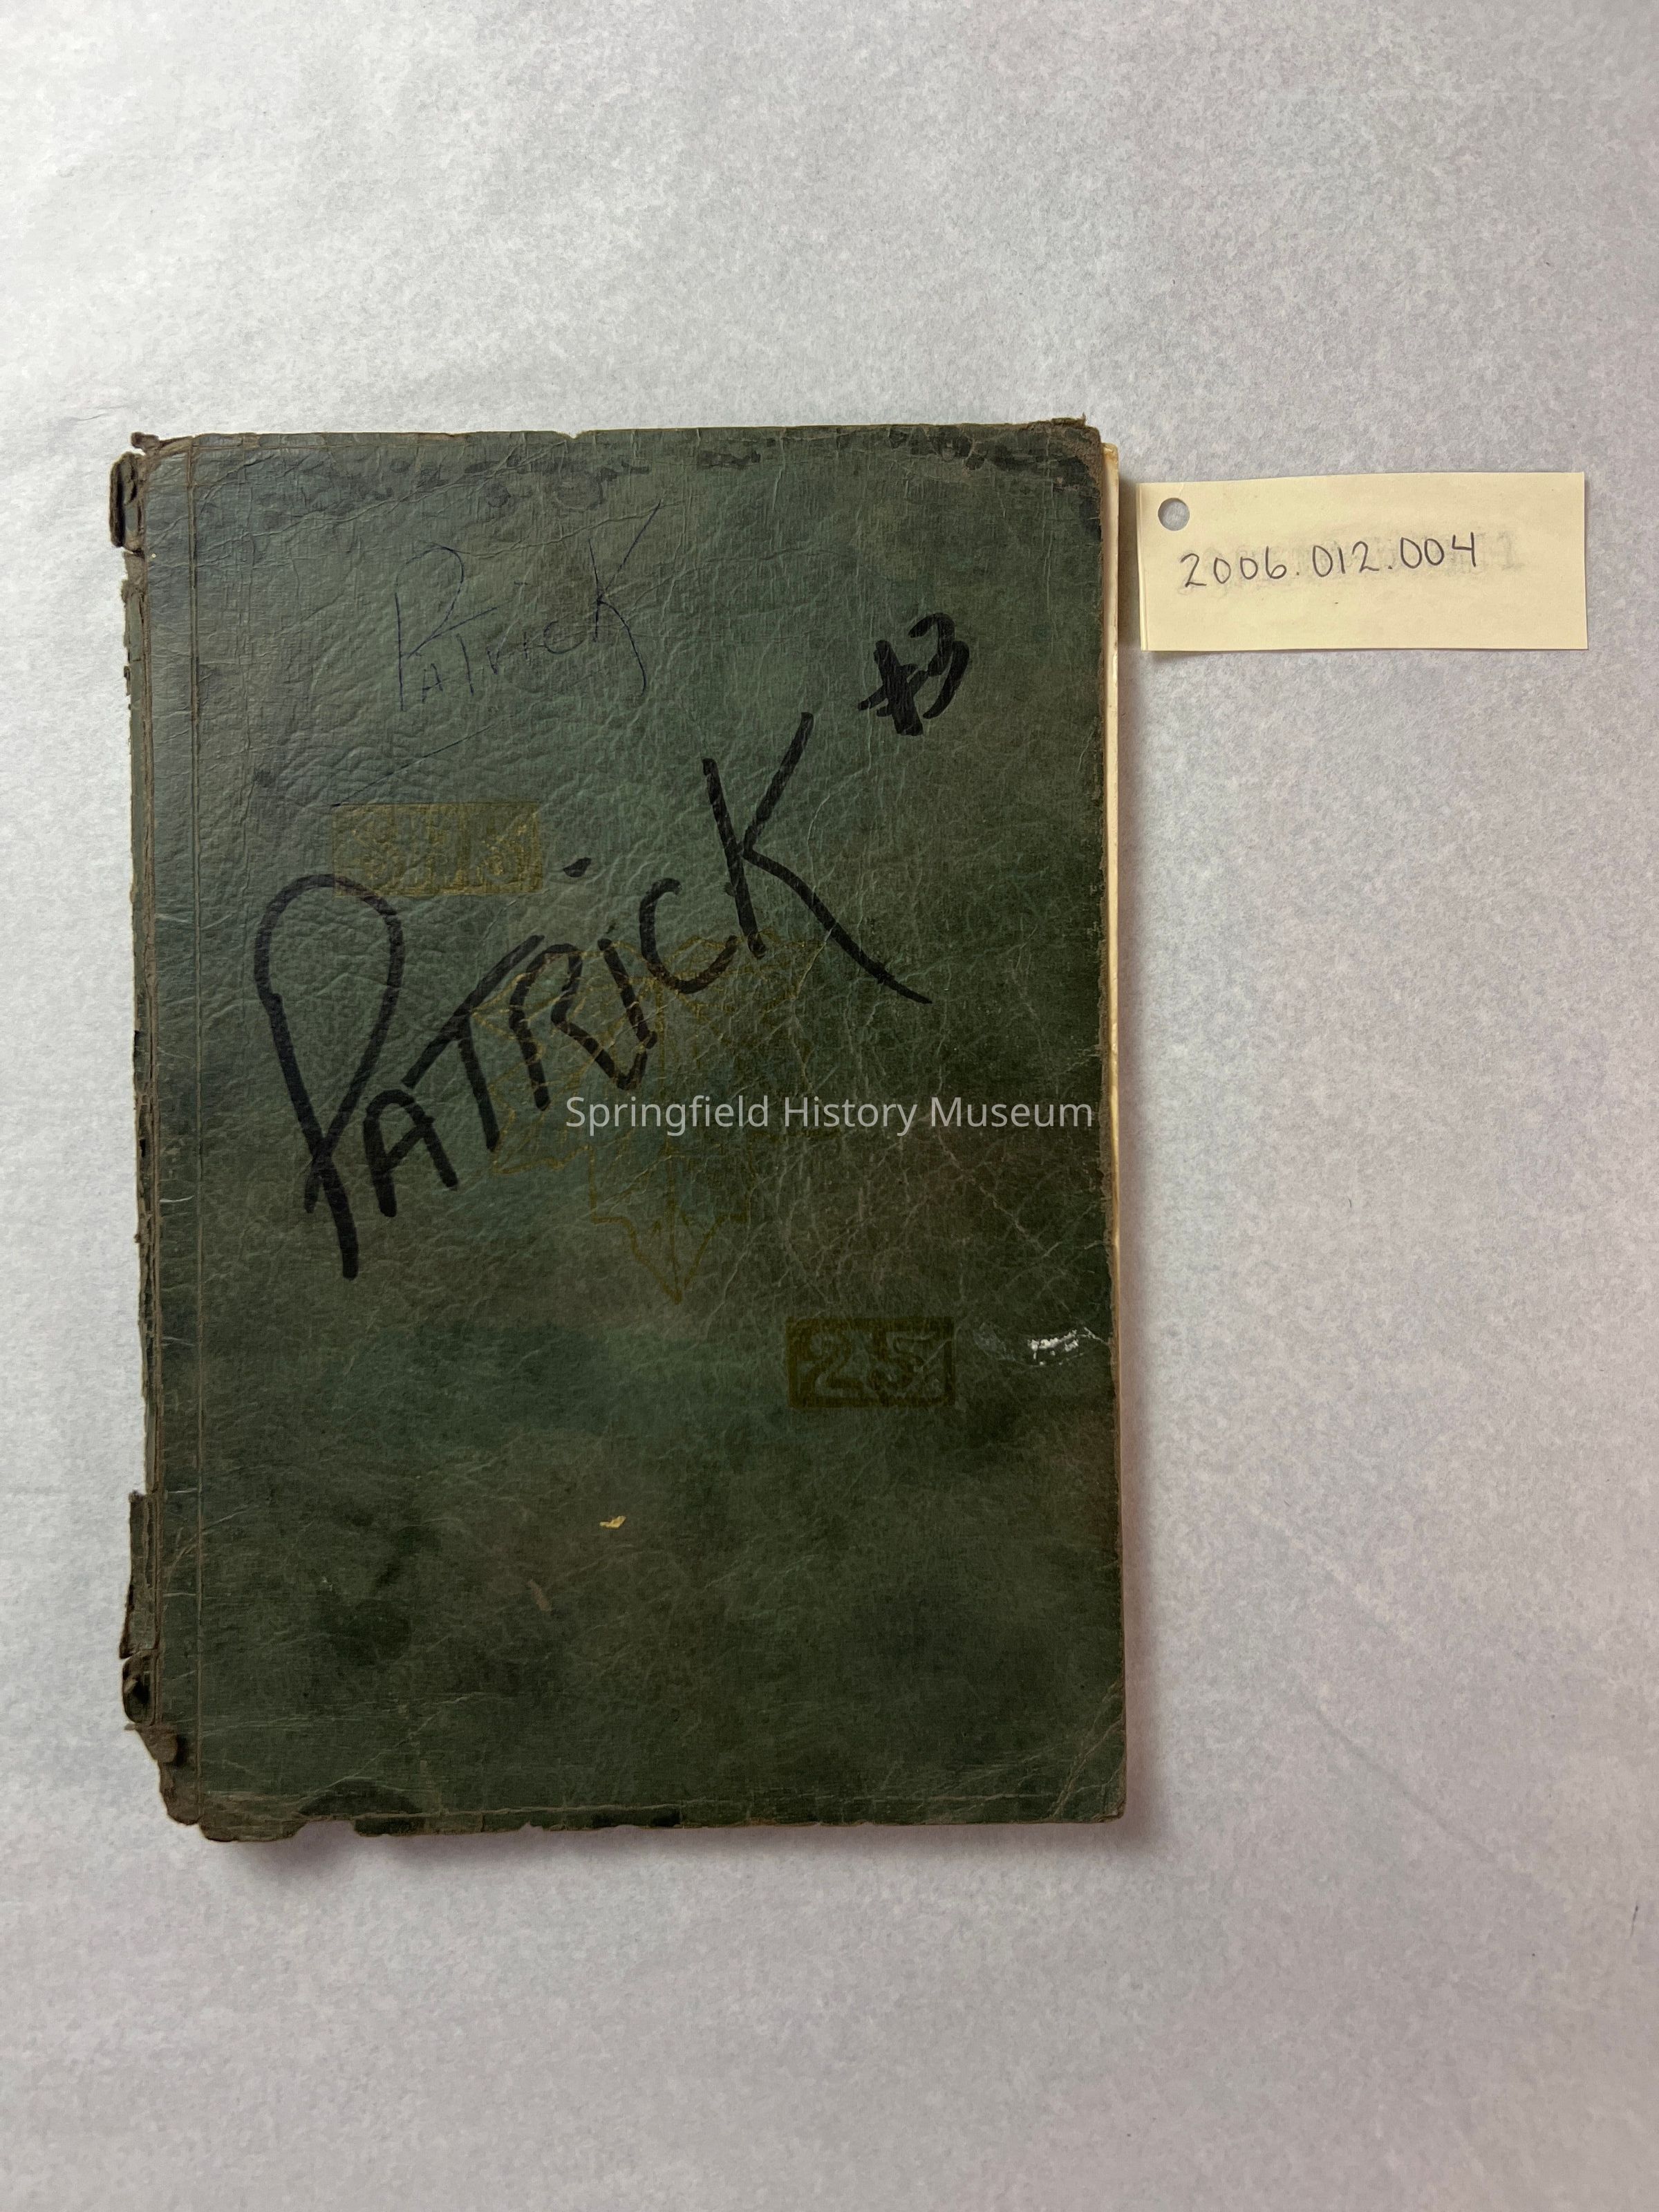 Patrick
#3
PATRiCK
Springfield History Museum
25
2006.012.004